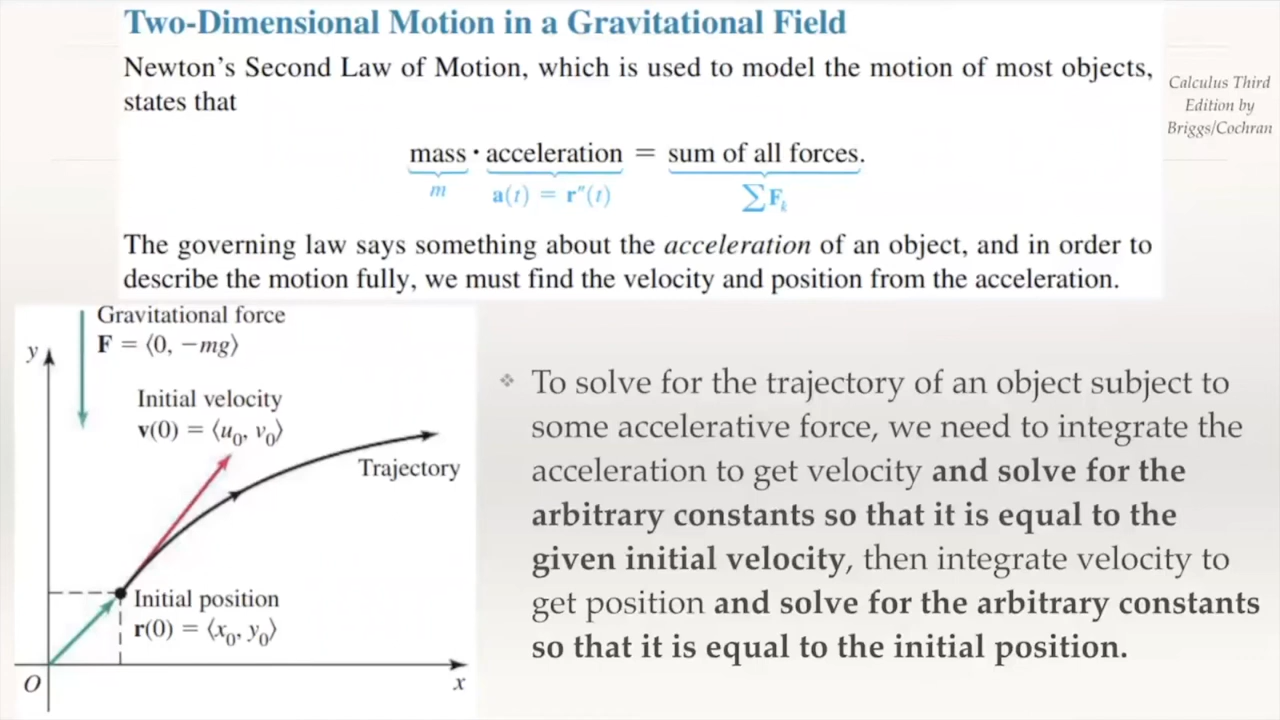 Two-Dimensional Motion in a Gravitational Field
Newton's Second Law of Motion, which is used to model the motion of most objects,
states that
Calculus Third
Edition by
Briggs/Cochran
mass · acceleration = sum of all forces.
m a(t) = r″(t) ∑Fₖ
The governing law says something about the acceleration of an object, and in order to
describe the motion fully, we must find the velocity and position from the acceleration.
Gravitational force
F = ⟨0, −mg⟩
y
Initial velocity
v(0) = ⟨u₀, v₀⟩
Trajectory
Initial position
r(0) = ⟨x₀, y₀⟩
O
x
To solve for the trajectory of an object subject to
some accelerative force, we need to integrate the
acceleration to get velocity and solve for the
arbitrary constants so that it is equal to the
given initial velocity, then integrate velocity to
get position and solve for the arbitrary constants
so that it is equal to the initial position.